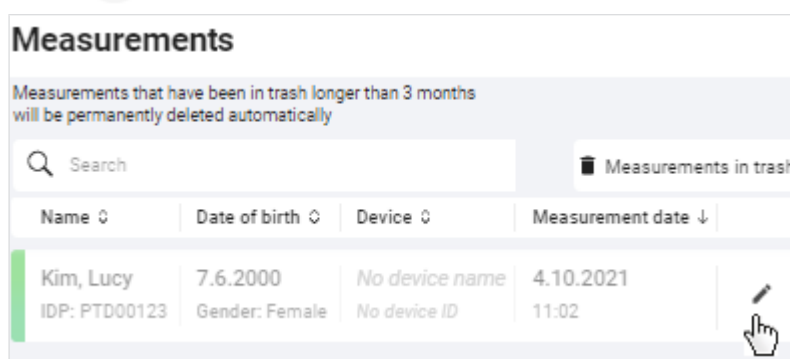 Measurements
Measurements that have been in trash longer than 3 months
will be permanently deleted automatically
Search
Measurements in trash
Name Date of birth Device Measurement date ↓
Kim, Lucy 7.6.2000 No device name 4.10.2021
IDP: PTD00123 Gender: Female No device ID 11:02